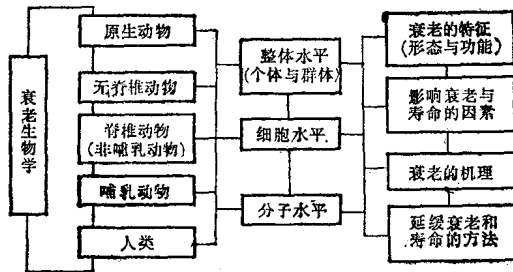 衰老生物学
原生动物
无脊椎动物
脊椎动物
(非哺乳动物)
哺乳动物
人类
整体水平
(个体与群体)
细胞水平
分子水平
衰老的特征
(形态与功能)
影响衰老与
寿命的因素
衰老的机理
延缓衰老和
寿命的方法